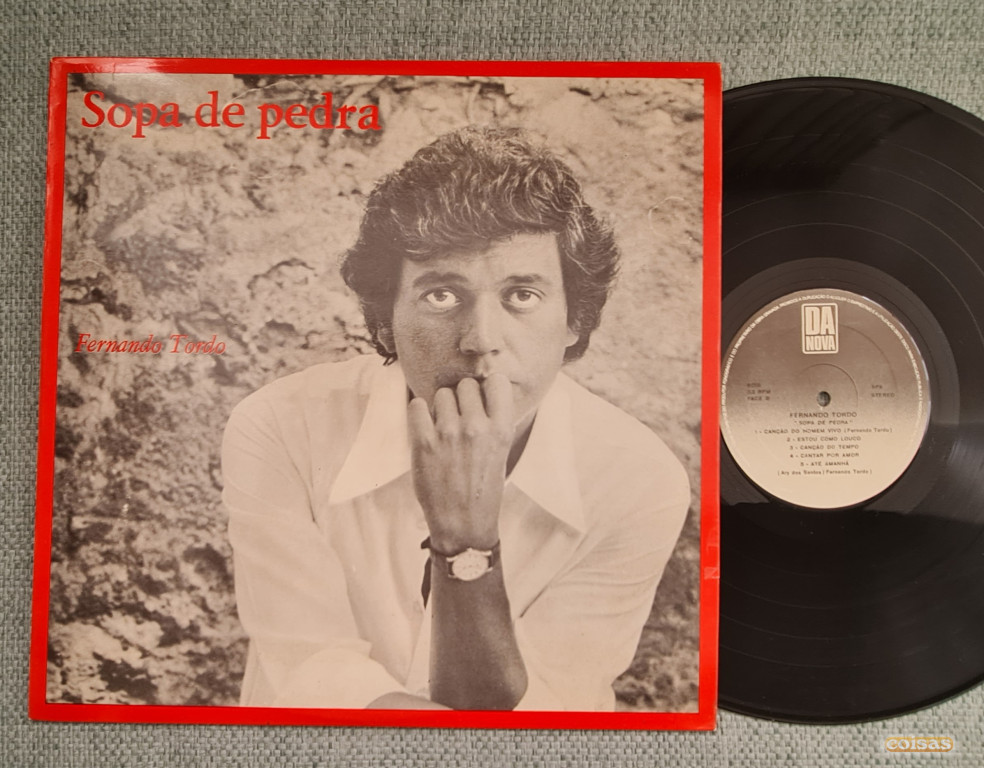 Sopa de pedra
Fernando Tordo
DA
NOVA
33 RPM
FACE B
STEREO
FERNANDO TORDO
"SOPA DE PEDRA"
1 - CANÇÃO DO HOMEM VIVO (Fernando Tordo)
2 - ESTOU COMO LOUCO
3 - CANÇÃO DO TEMPO
4 - CANTAR POR AMOR
5 - ATÉ AMANHÃ
(Ary dos Santos / Fernando Tordo)
coisas